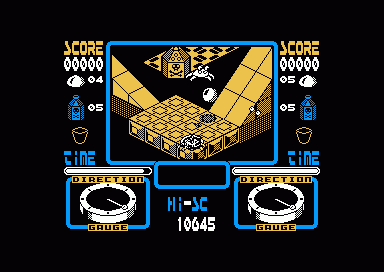 SCORE SCORE
00000 00000
04 05
05 05
TIME TIME
DIRECTION DIRECTION
Hi-SC
10645
GAUGE GAUGE